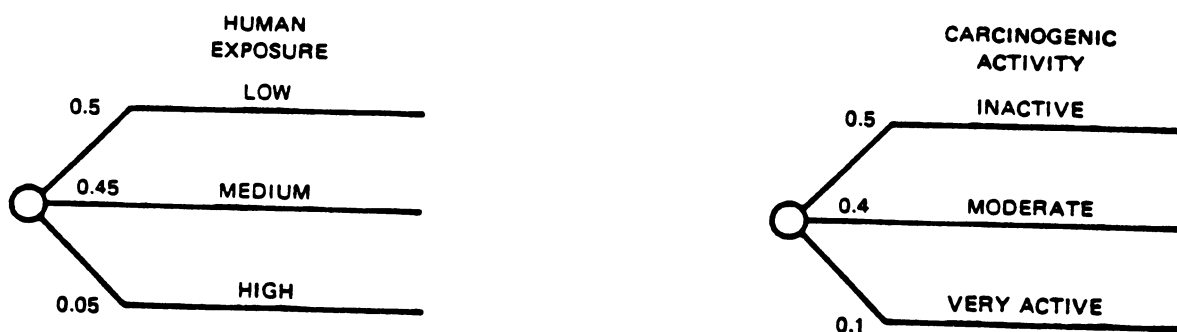 HUMAN
EXPOSURE
0.5
LOW
0.45
MEDIUM
0.05
HIGH
CARCINOGENIC
ACTIVITY
0.5
INACTIVE
0.4
MODERATE
0.1
VERY ACTIVE